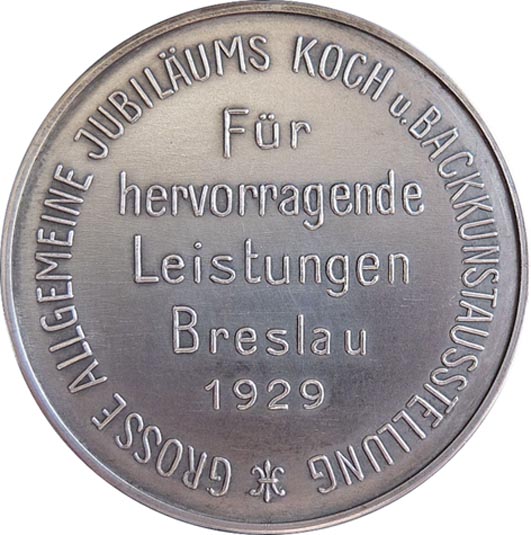 GROSSE ALLGEMEINE JUBILÄUMS KOCH u. BACKKUNSTAUSSTELLUNG
Für
hervorragende
Leistungen
Breslau
1929